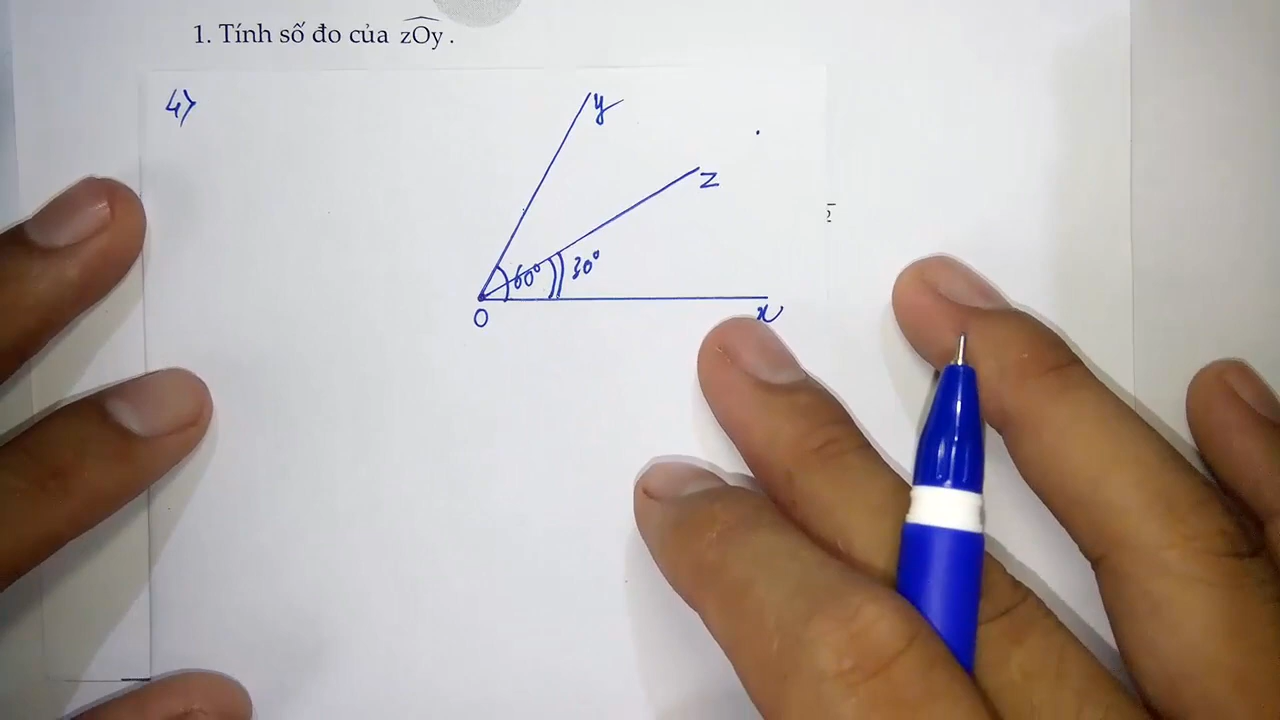 1. Tính số đo của zOy.
4)
y
z
60° 30°
O
x